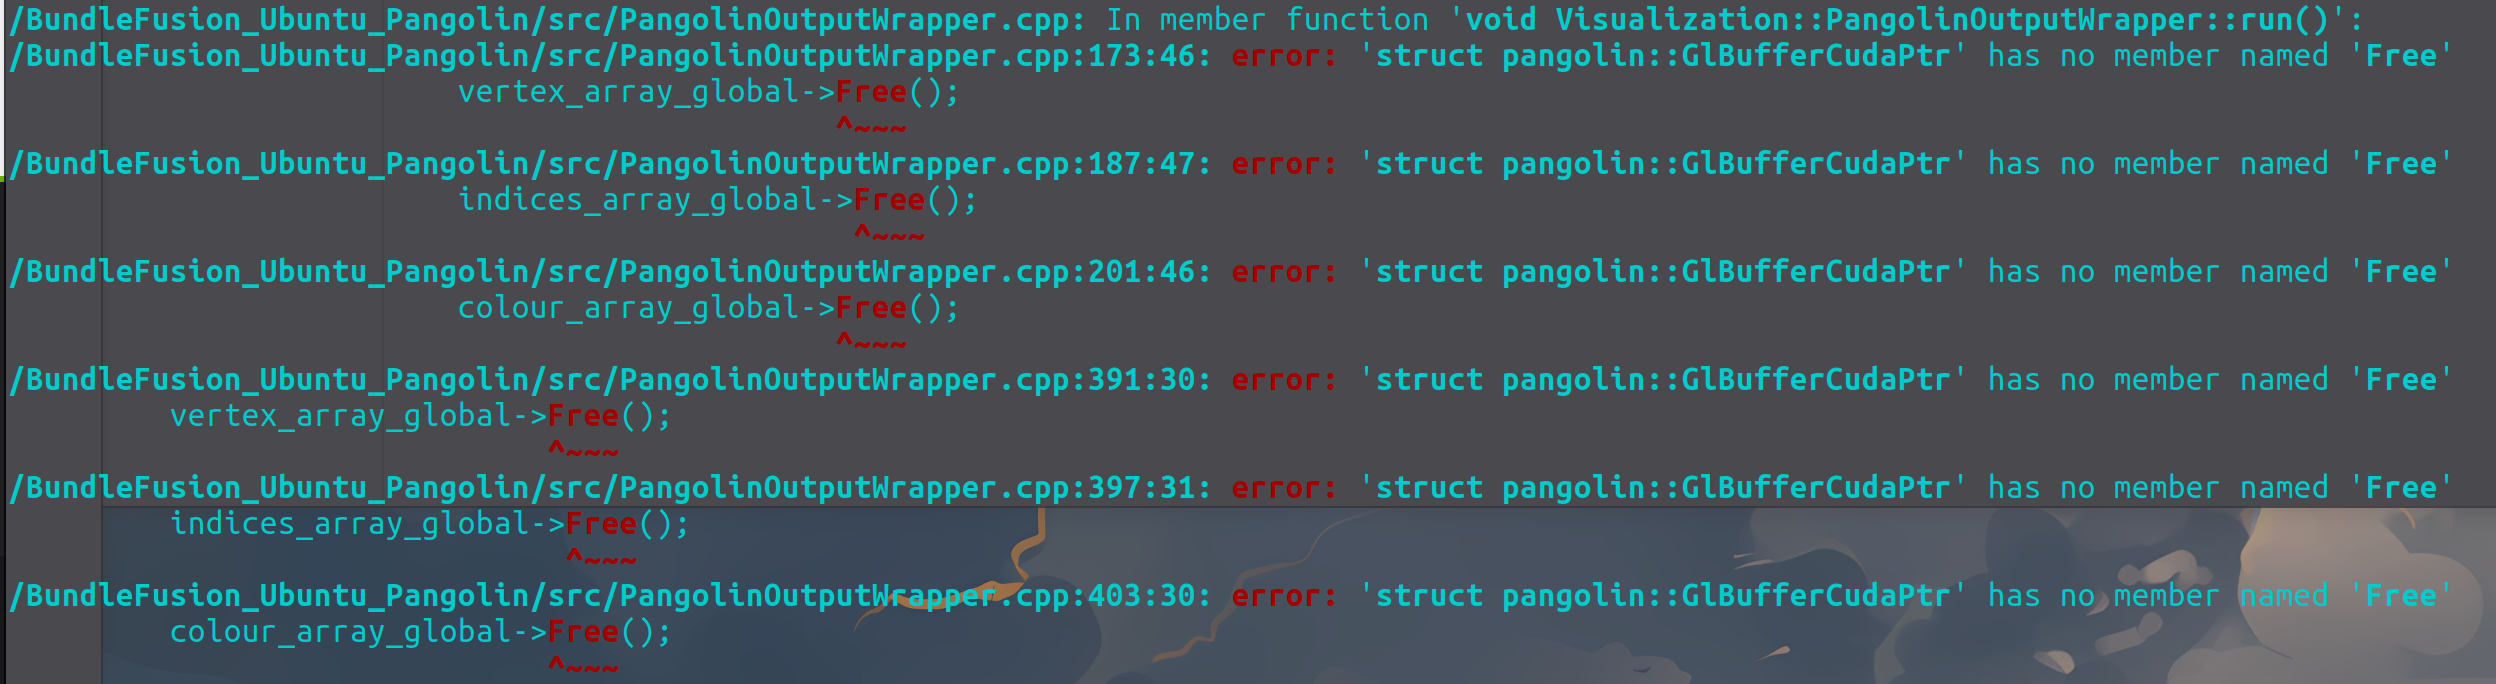 /BundleFusion_Ubuntu_Pangolin/src/PangolinOutputWrapper.cpp: In member function 'void Visualization::PangolinOutputWrapper::run()':
/BundleFusion_Ubuntu_Pangolin/src/PangolinOutputWrapper.cpp:173:46: error: 'struct pangolin::GlBufferCudaPtr' has no member named 'Free'
vertex_array_global->Free();
^~~~
/BundleFusion_Ubuntu_Pangolin/src/PangolinOutputWrapper.cpp:187:47: error: 'struct pangolin::GlBufferCudaPtr' has no member named 'Free'
indices_array_global->Free();
^~~~
/BundleFusion_Ubuntu_Pangolin/src/PangolinOutputWrapper.cpp:201:46: error: 'struct pangolin::GlBufferCudaPtr' has no member named 'Free'
colour_array_global->Free();
^~~~
/BundleFusion_Ubuntu_Pangolin/src/PangolinOutputWrapper.cpp:391:30: error: 'struct pangolin::GlBufferCudaPtr' has no member named 'Free'
vertex_array_global->Free();
^~~~
/BundleFusion_Ubuntu_Pangolin/src/PangolinOutputWrapper.cpp:397:31: error: 'struct pangolin::GlBufferCudaPtr' has no member named 'Free'
indices_array_global->Free();
^~~~
/BundleFusion_Ubuntu_Pangolin/src/PangolinOutputWrapper.cpp:403:30: error: 'struct pangolin::GlBufferCudaPtr' has no member named 'Free'
colour_array_global->Free();
^~~~